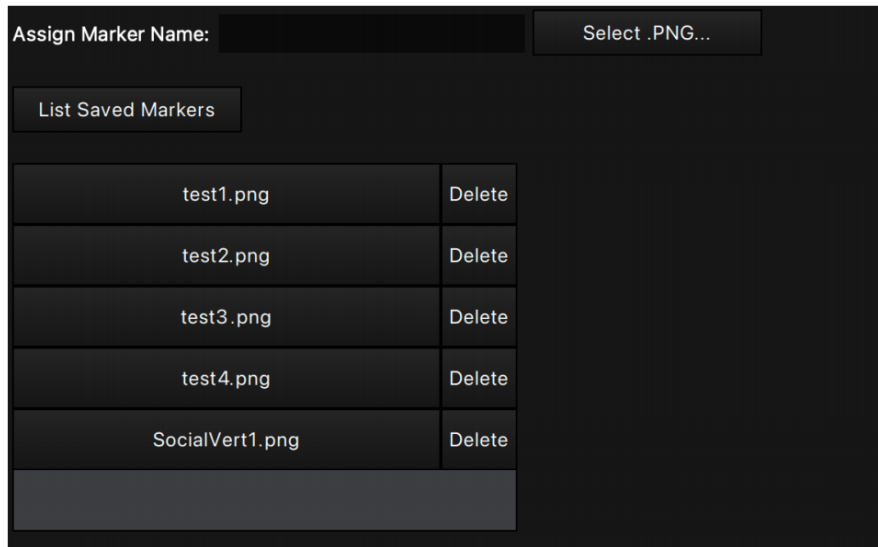 Assign Marker Name: Select .PNG...
List Saved Markers
test1.png Delete
test2.png Delete
test3.png Delete
test4.png Delete
SocialVert1.png Delete